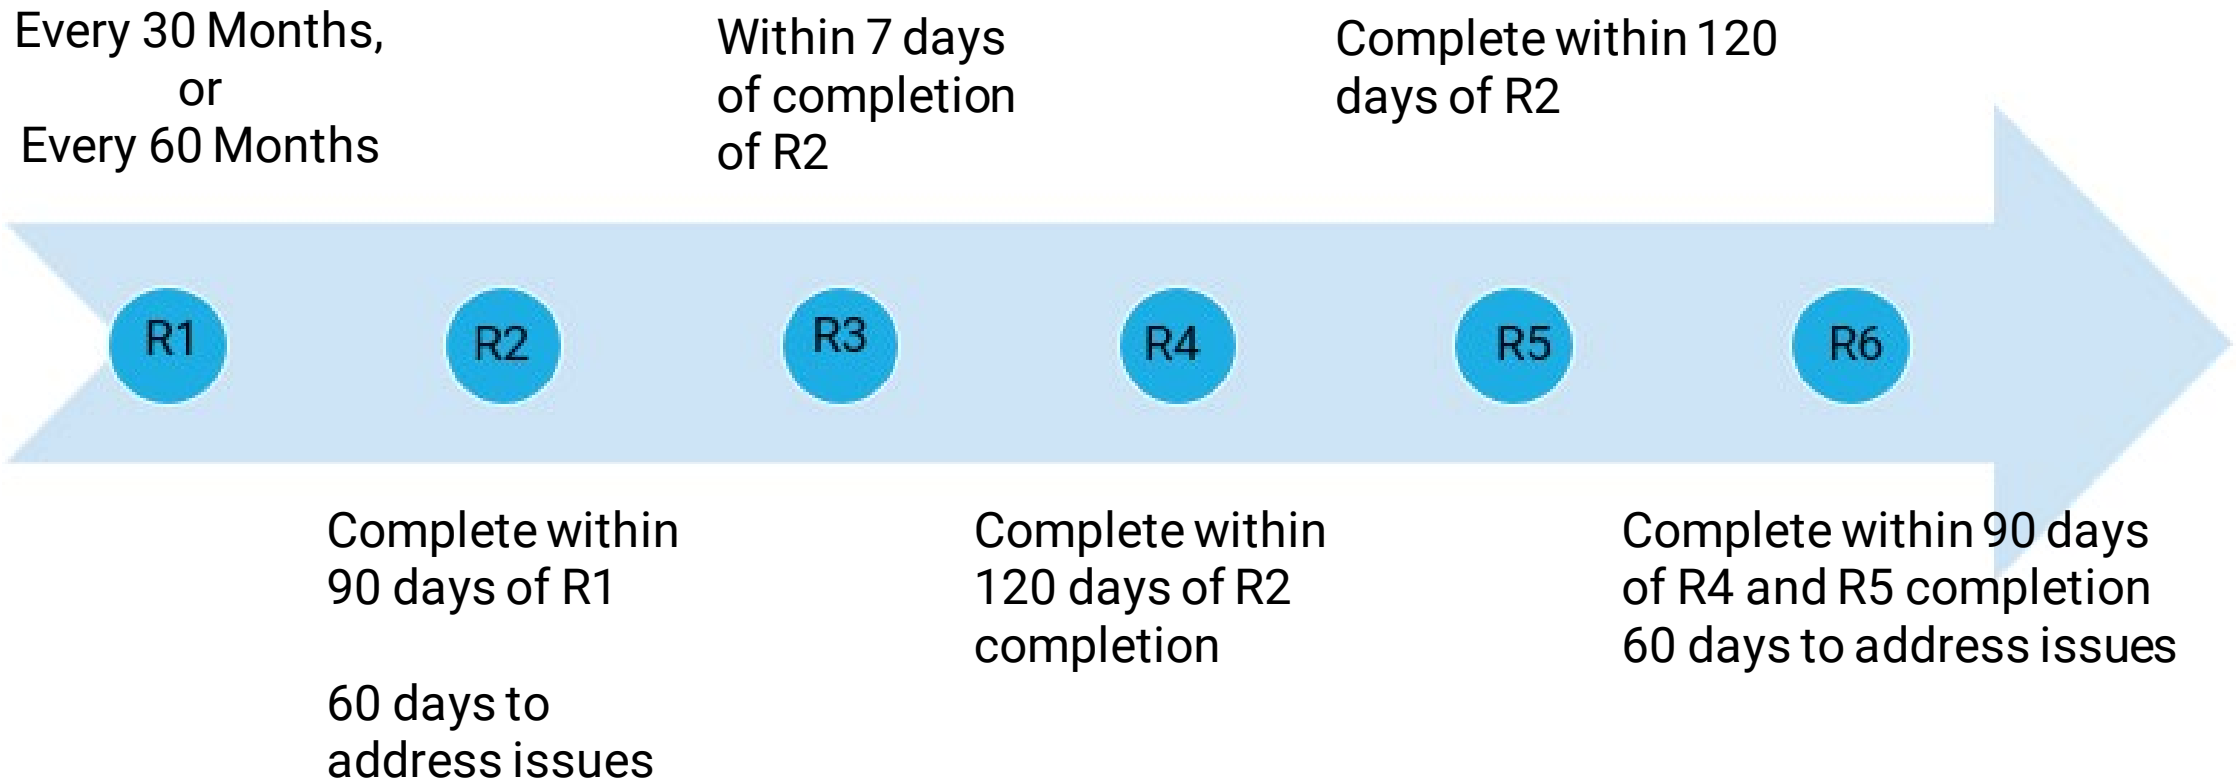 Every 30 Months,
or
Every 60 Months
Within 7 days
of completion
of R2
Complete within 120
days of R2
R1
R2
R3
R4
R5
R6
Complete within
90 days of R1
60 days to
address issues
Complete within
120 days of R2
completion
Complete within 90 days
of R4 and R5 completion
60 days to address issues